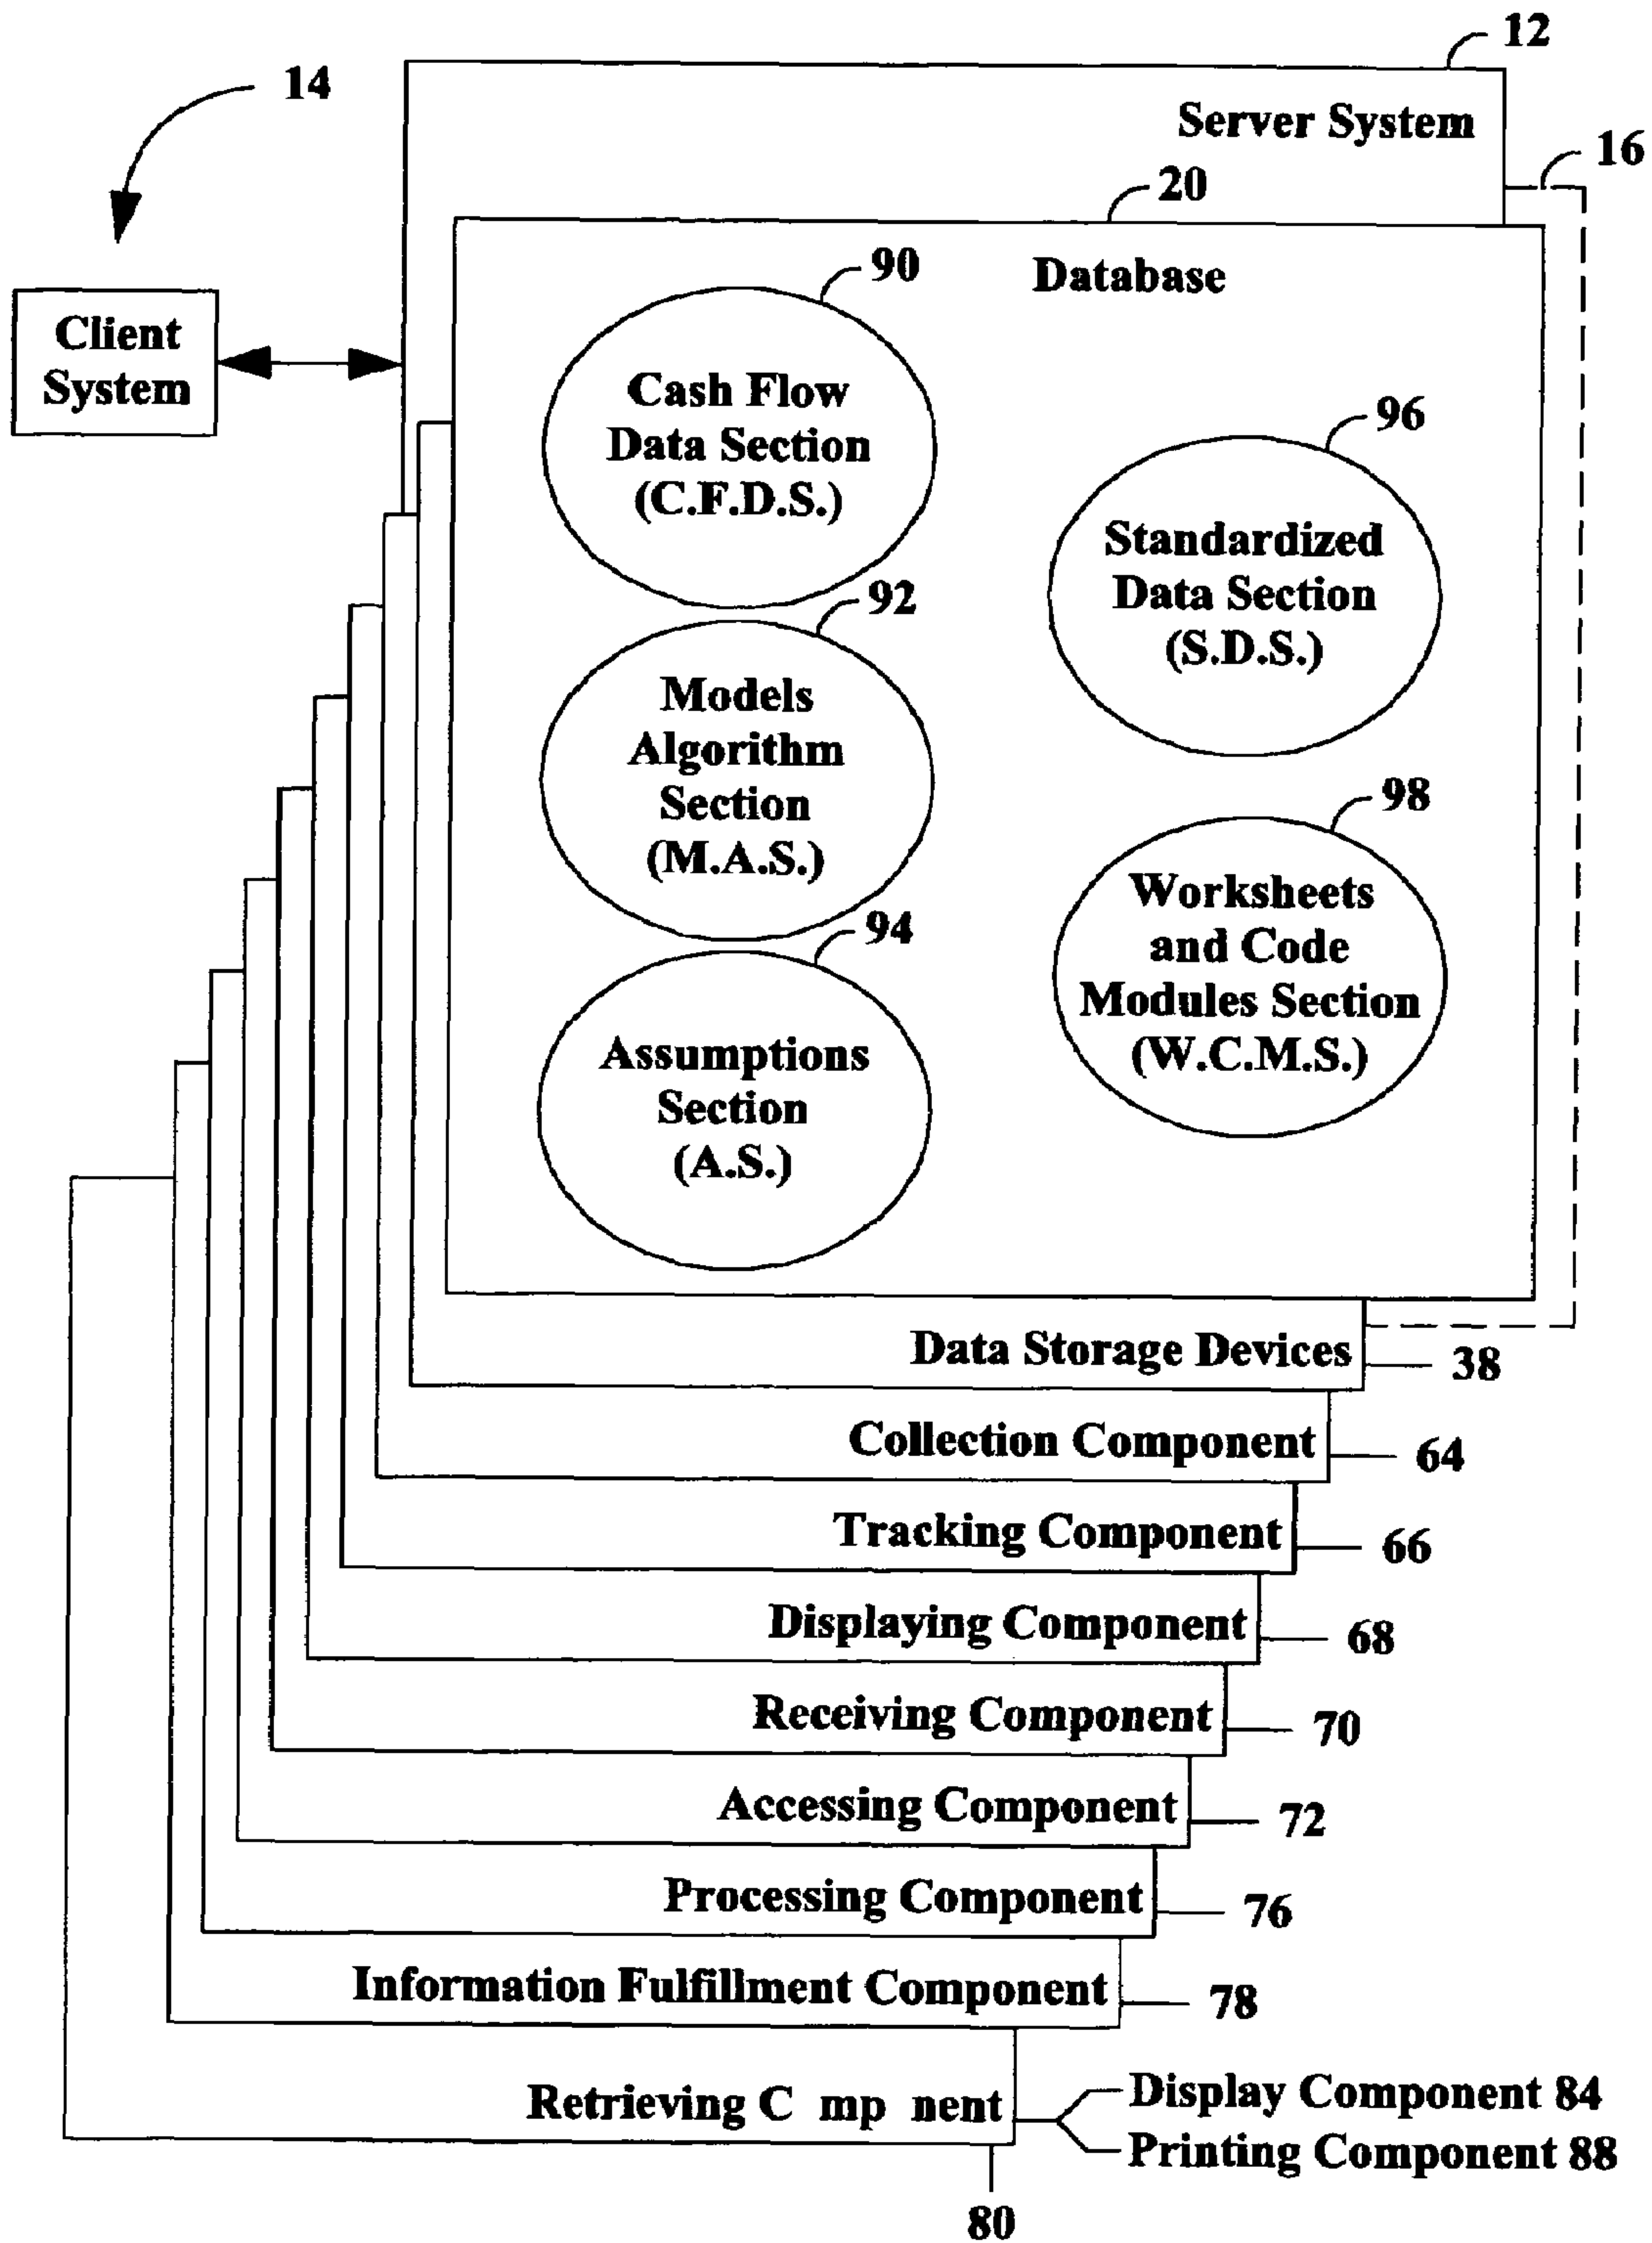 12
14
Server System
16
20
90
Database
Client
System
Cash Flow
Data Section
(C.F.D.S.)
96
Standardized
Data Section
(S.D.S.)
92
Models
Algorithm
Section
(M.A.S.)
98
Worksheets
and Code
Modules Section
(W.C.M.S.)
94
Assumptions
Section
(A.S.)
Data Storage Devices
38
Collection Component
64
Tracking Component
66
Displaying Component
68
Receiving Component
70
Accessing Component
72
Processing Component
76
Information Fulfillment Component
78
Retrieving C mp nent
Display Component 84
Printing Component 88
80